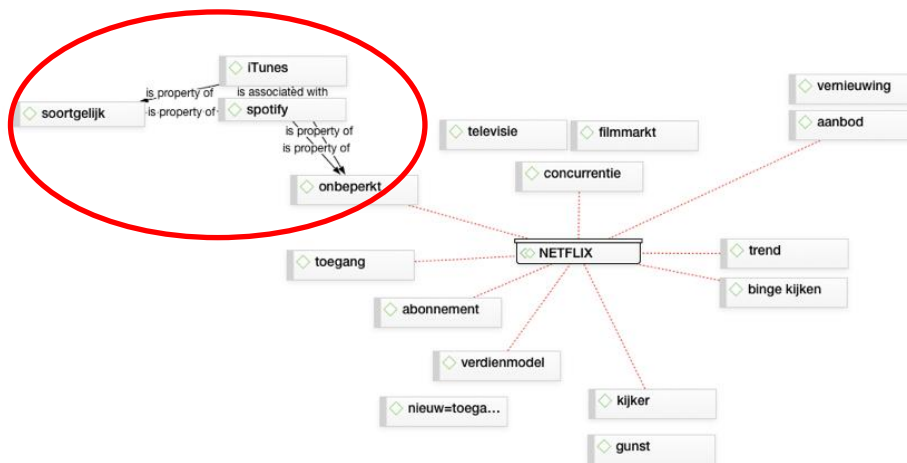 iTunes
is property of
is associated with
soortgelijk
is property of
spotify
is property of
is property of
onbeperkt
televisie
filmmarkt
concurrentie
vernieuwing
aanbod
NETFLIX
toegang
trend
binge kijken
abonnement
verdienmodel
nieuw=toega...
kijker
gunst